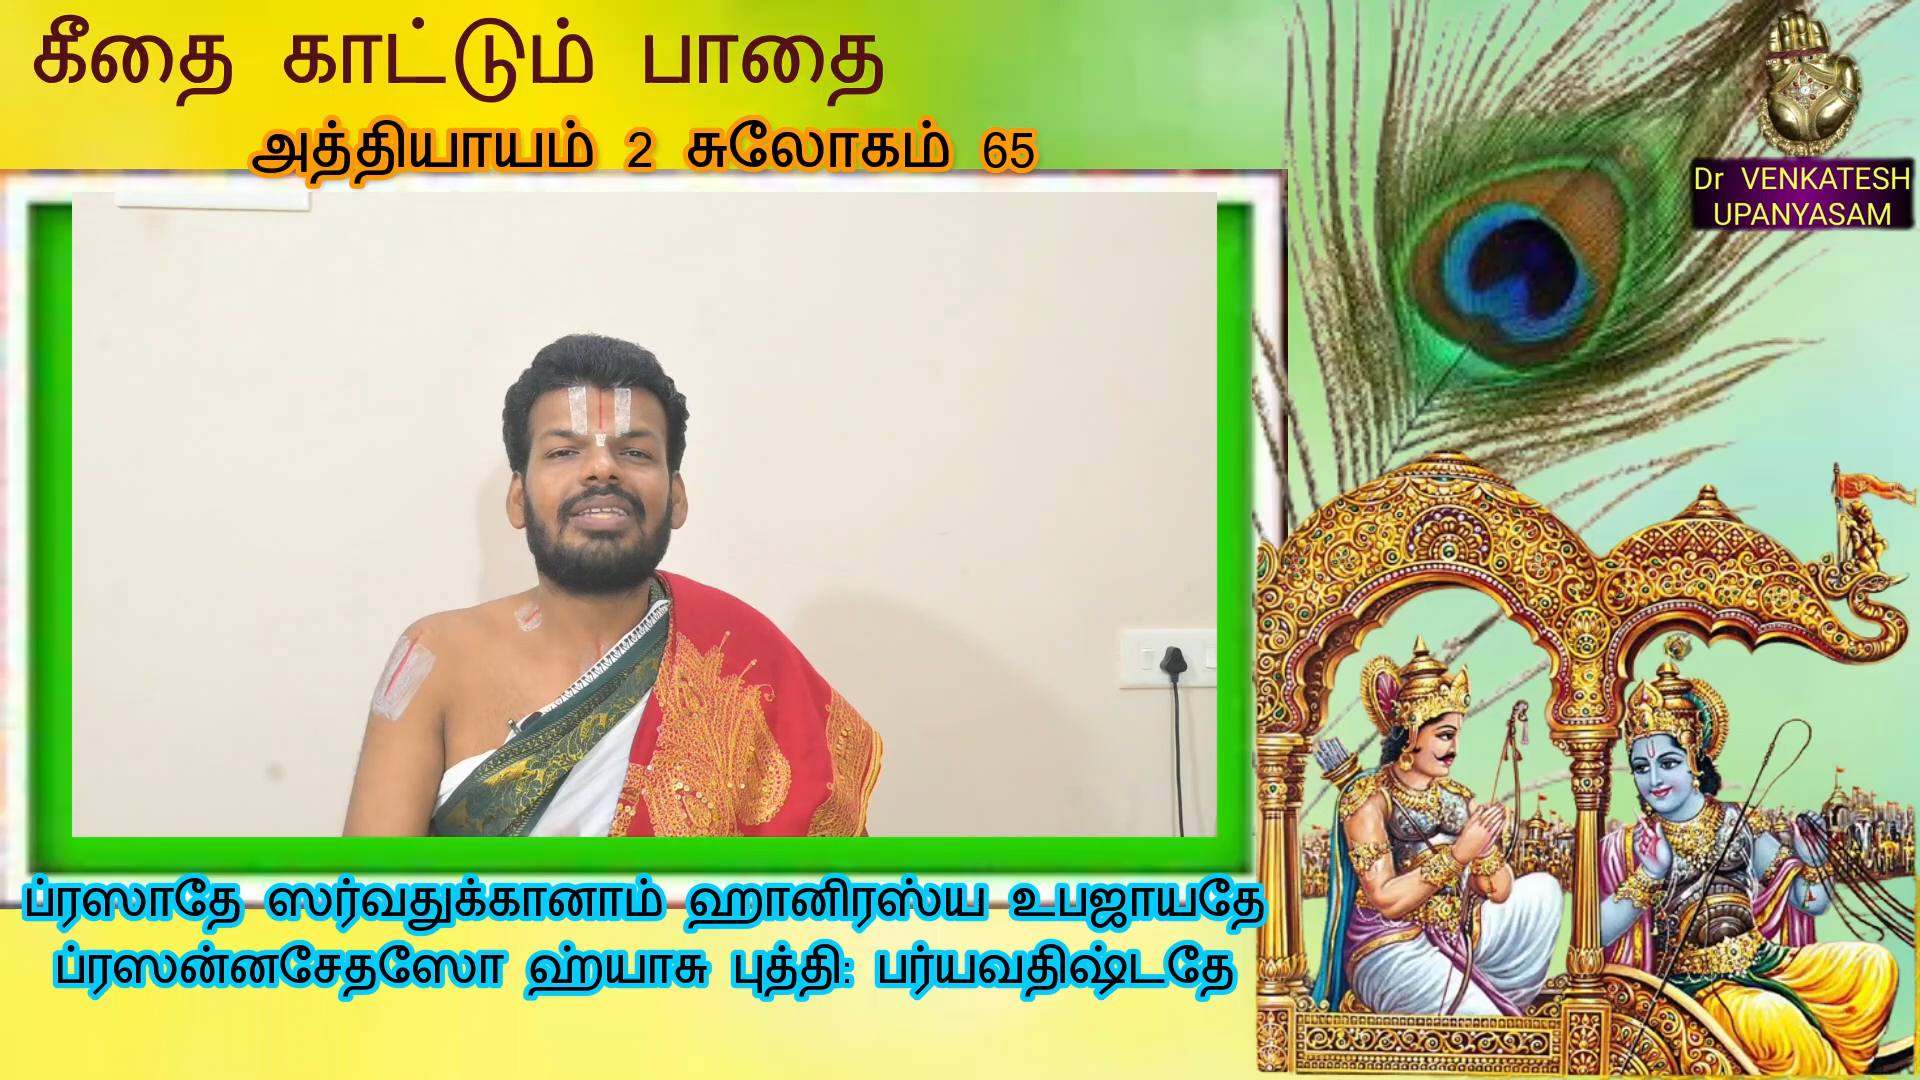 கீதை காட்டும் பாதை
அத்தியாயம் 2 சுலோகம் 65
Dr VENKATESH
UPANYASAM
ப்ரஸாதே ஸர்வதுக்கானாம் ஹானிரஸ்ய உபஜாயதே
ப்ரஸன்னசேதஸோ ஹ்யாசு புத்தி: பர்யவதிஷ்டதே